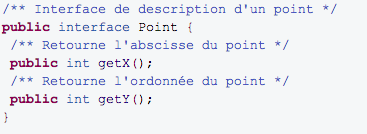 /** Interface de description d'un point */
public interface Point {
/** Retourne l'abscisse du point */
public int getX();
/** Retourne l'ordonnée du point */
public int getY();
}